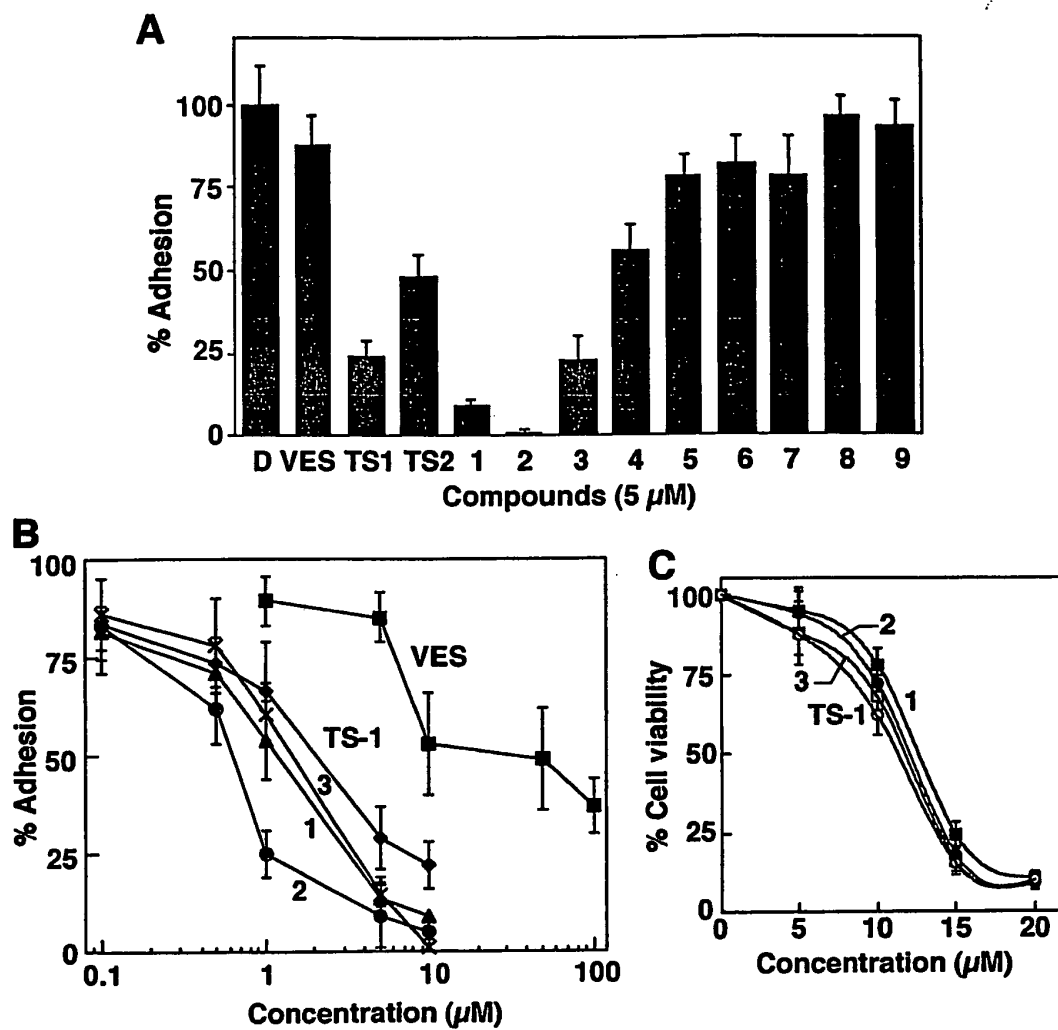 A
% Adhesion
100
75
50
25
0
D VES TS1 TS2 1 2 3 4 5 6 7 8 9
Compounds (5 µM)
B
% Adhesion
100
75
50
25
0
VES
TS-1
3
1
2
0.1 1 10 100
Concentration (µM)
C
% Cell viability
100
75
50
25
0
2
3
1
TS-1
0 5 10 15 20
Concentration (µM)